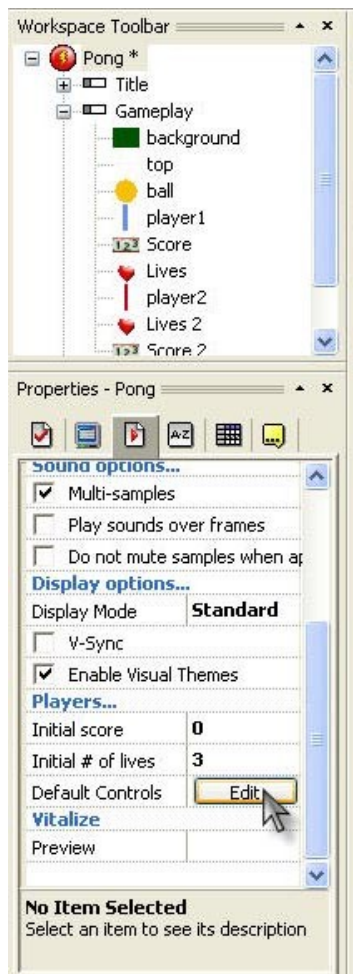 Workspace Toolbar
Pong *
Title
Gameplay
background
top
ball
player1
123 Score
Lives
player2
Lives 2
123 Score 2
Properties - Pong
A-Z
Sound options...
Multi-samples
Play sounds over frames
Do not mute samples when ap
Display options...
Display Mode Standard
V-Sync
Enable Visual Themes
Players...
Initial score 0
Initial # of lives 3
Default Controls Edit
Vitalize
Preview
No Item Selected
Select an item to see its description